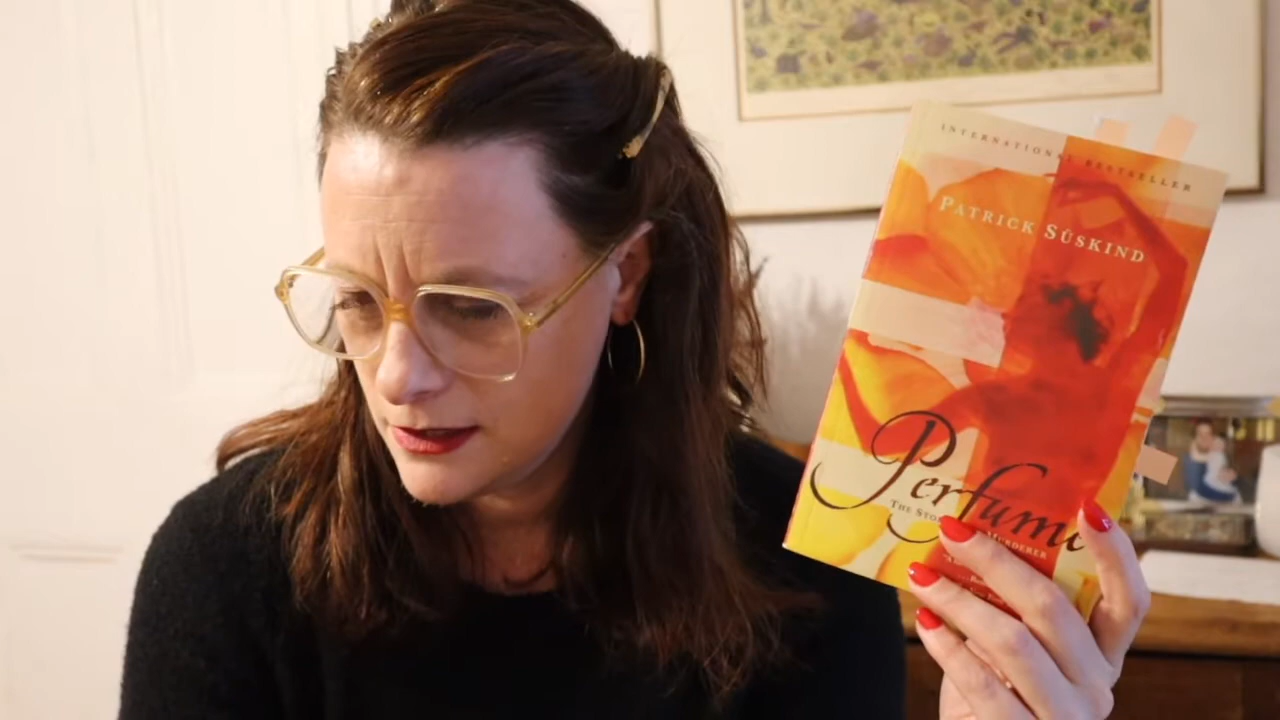 INTERNATIONAL BESTSELLER
PATRICK SÜSKIND
Perfume
THE STO MURDERER